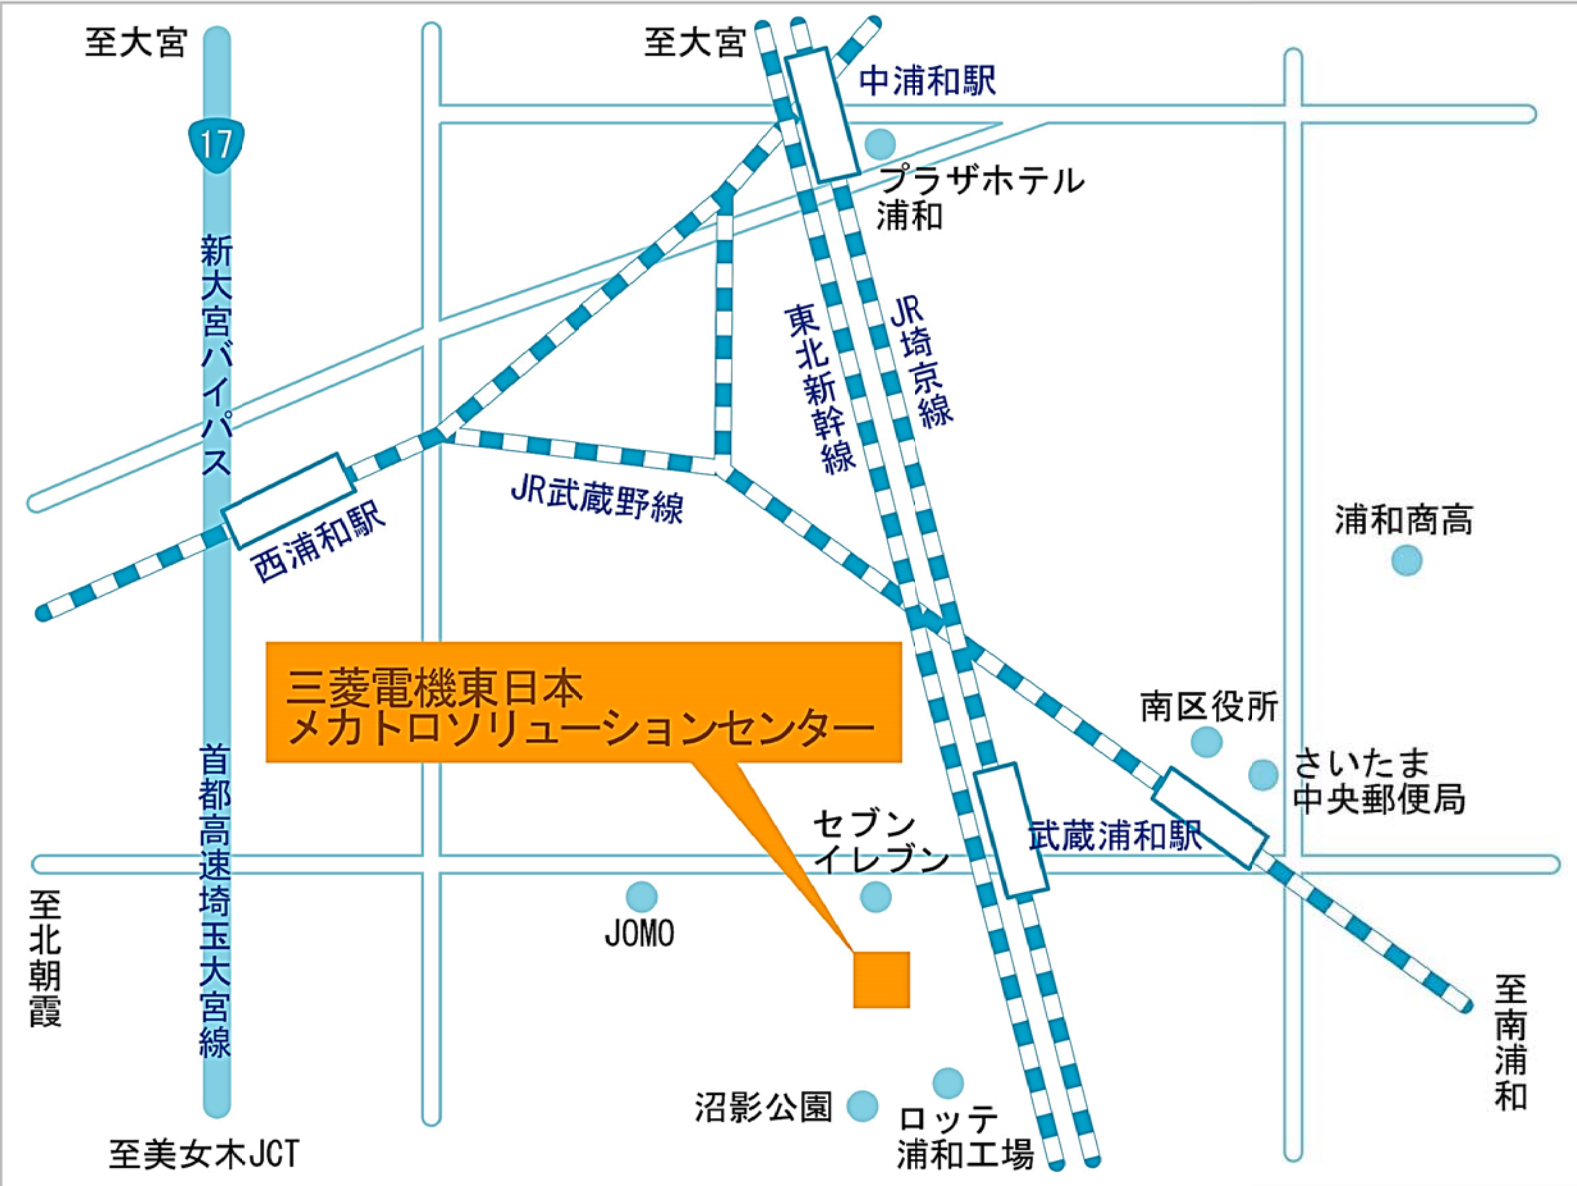 至大宮
至大宮
中浦和駅
17
プラザホテル
浦和
新大宮バイパス
東北新幹線
JR埼京線
JR武蔵野線
西浦和駅
浦和商高
三菱電機東日本
メカトロソリューションセンター
南区役所
さいたま
中央郵便局
首都高速埼玉大宮線
セブン
イレブン
武蔵浦和駅
至北朝霞
JOMO
至南浦和
沼影公園
ロッテ
浦和工場
至美女木JCT